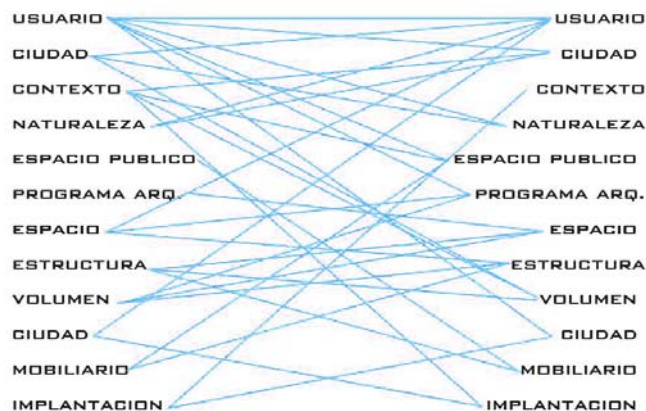 USUARIO USUARIO
CIUDAD CIUDAD
CONTEXTO CONTEXTO
NATURALEZA NATURALEZA
ESPACIO PUBLICO ESPACIO PUBLICO
PROGRAMA ARQ. PROGRAMA ARQ.
ESPACIO ESPACIO
ESTRUCTURA ESTRUCTURA
VOLUMEN VOLUMEN
CIUDAD CIUDAD
MOBILIARIO MOBILIARIO
IMPLANTACION IMPLANTACION